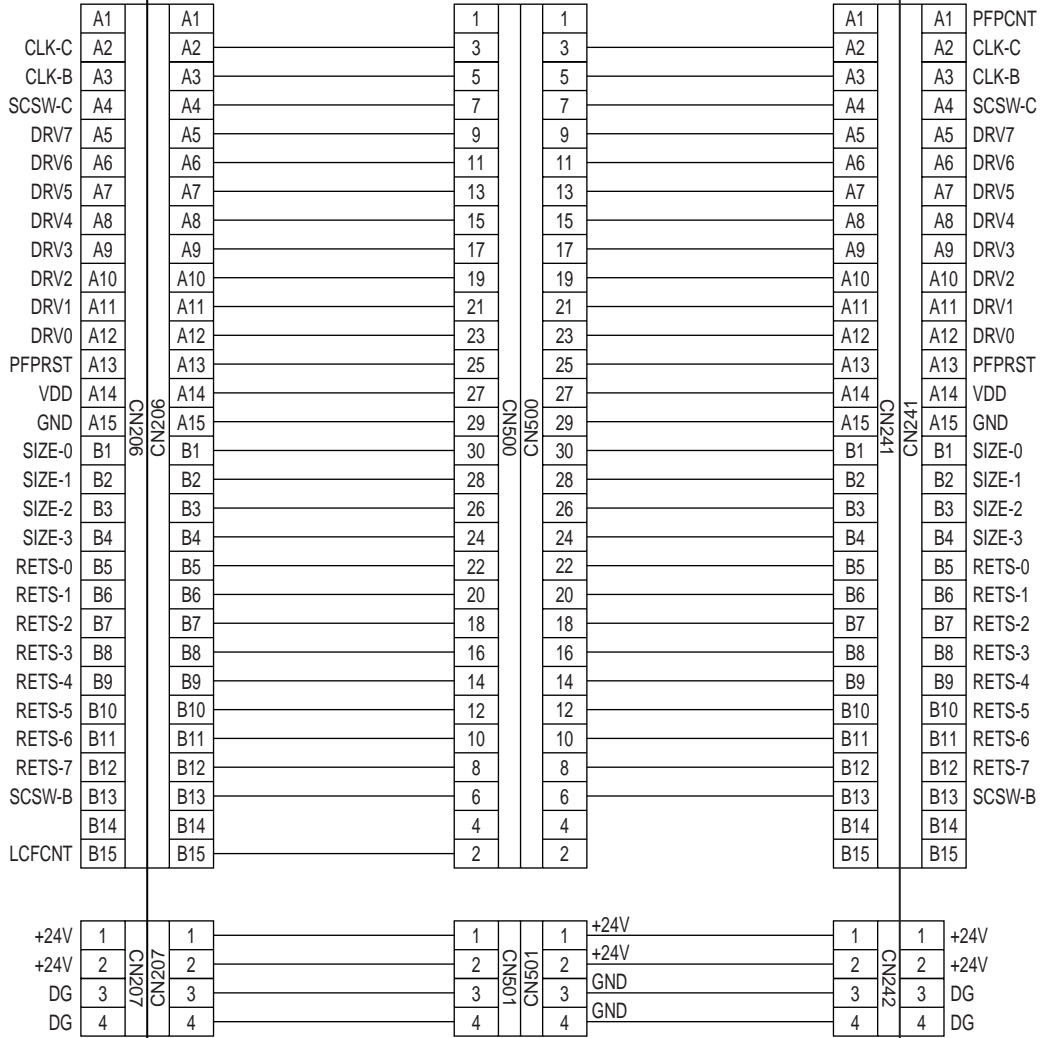 A1 A1 1 1 A1 A1 PFPCNT
CLK-C A2 A2 3 3 A2 A2 CLK-C
CLK-B A3 A3 5 5 A3 A3 CLK-B
SCSW-C A4 A4 7 7 A4 A4 SCSW-C
DRV7 A5 A5 9 9 A5 A5 DRV7
DRV6 A6 A6 11 11 A6 A6 DRV6
DRV5 A7 A7 13 13 A7 A7 DRV5
DRV4 A8 A8 15 15 A8 A8 DRV4
DRV3 A9 A9 17 17 A9 A9 DRV3
DRV2 A10 A10 19 19 A10 A10 DRV2
DRV1 A11 A11 21 21 A11 A11 DRV1
DRV0 A12 A12 23 23 A12 A12 DRV0
PFPRST A13 A13 25 25 A13 A13 PFPRST
VDD A14 A14 27 27 A14 A14 VDD
CN206 CN206 CN500 CN500 CN241 CN241
GND A15 A15 29 29 A15 A15 GND
SIZE-0 B1 B1 30 30 B1 B1 SIZE-0
SIZE-1 B2 B2 28 28 B2 B2 SIZE-1
SIZE-2 B3 B3 26 26 B3 B3 SIZE-2
SIZE-3 B4 B4 24 24 B4 B4 SIZE-3
RETS-0 B5 B5 22 22 B5 B5 RETS-0
RETS-1 B6 B6 20 20 B6 B6 RETS-1
RETS-2 B7 B7 18 18 B7 B7 RETS-2
RETS-3 B8 B8 16 16 B8 B8 RETS-3
RETS-4 B9 B9 14 14 B9 B9 RETS-4
RETS-5 B10 B10 12 12 B10 B10 RETS-5
RETS-6 B11 B11 10 10 B11 B11 RETS-6
RETS-7 B12 B12 8 8 B12 B12 RETS-7
SCSW-B B13 B13 6 6 B13 B13 SCSW-B
B14 B14 4 4 B14 B14
LCFCNT B15 B15 2 2 B15 B15
+24V 1 1 1 1 +24V 1 1 +24V
+24V 2 2 2 2 +24V 2 2 +24V
CN207 CN207 CN501 CN501 CN242
DG 3 3 3 3 GND 3 3 DG
DG 4 4 4 4 GND 4 4 DG